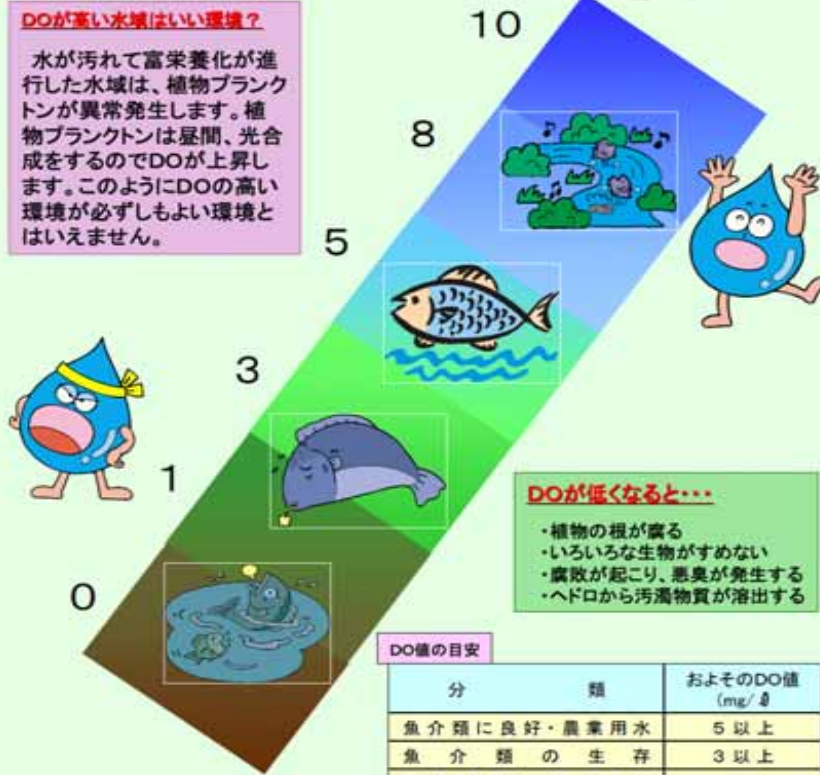 DOが高い水域はいい環境？
水が汚れて富栄養化が進
行した水域は、植物プランク
トンが異常発生します。植
物プランクトンは昼間、光合
成をするのでDOが上昇し
ます。このようにDOの高い
環境が必ずしもよい環境と
はいえません。
10
8
5
3
1
0
DOが低くなると・・・
・植物の根が腐る
・いろいろな生物がすめない
・腐敗が起こり、悪臭が発生する
・ヘドロから汚濁物質が溶出する
DO値の目安
分類 およそのDO値
(mg/ℓ
魚介類に良好・農業用水 5以上
魚介類の生存 3以上